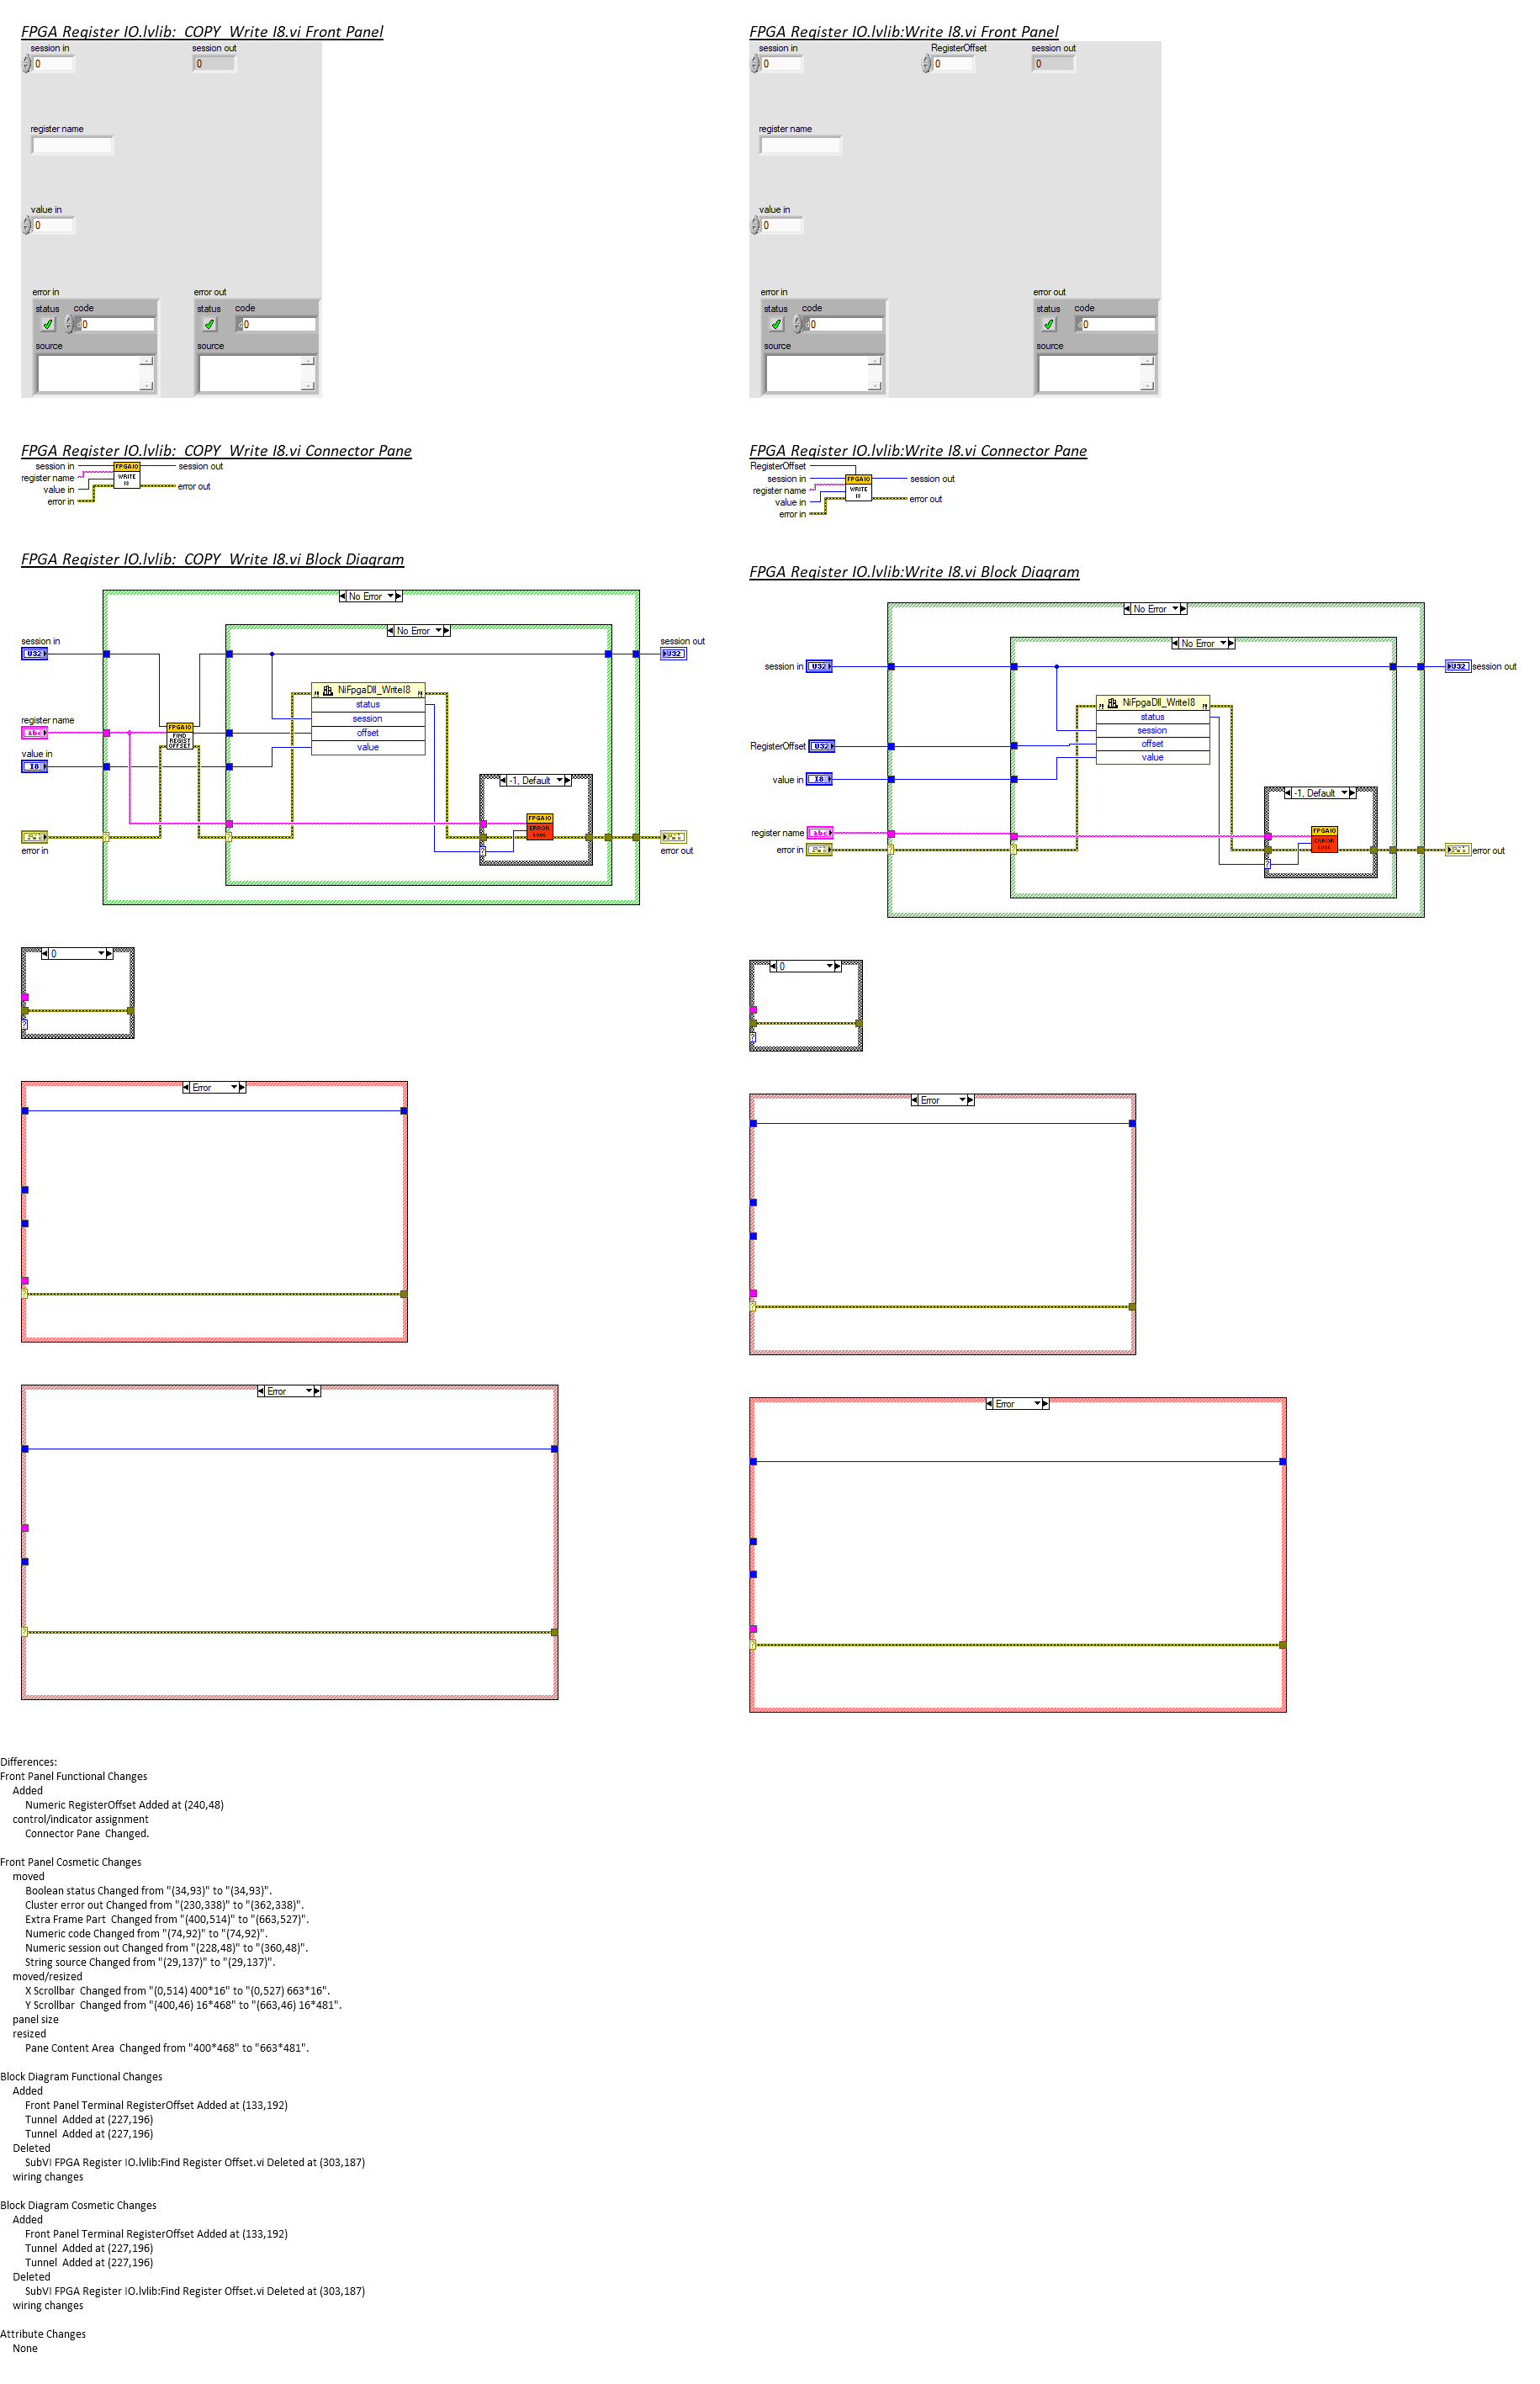 FPGA Register IO.lvlib:  COPY  Write I8.vi Front Panel
session in
0
session out
0
register name
value in
0
error in
status
code
0
source
error out
status
code
0
source
FPGA Register IO.lvlib:Write I8.vi Front Panel
session in
0
RegisterOffset
0
session out
0
register name
value in
0
error in
status
code
0
source
error out
status
code
0
source
FPGA Register IO.lvlib:  COPY  Write I8.vi Connector Pane
session in
register name
value in
error in
FPGA IO
WRITE
I8
session out
error out
FPGA Register IO.lvlib:Write I8.vi Connector Pane
RegisterOffset
session in
register name
value in
error in
FPGA IO
WRITE
I8
session out
error out
FPGA Register IO.lvlib:  COPY  Write I8.vi Block Diagram
No Error
No Error
session in
U32
session out
U32
NiFpgaDll_WriteI8
status
session
offset
value
register name
abc
FPGA IO
FIND
REGIST
OFFSET
value in
I8
-1, Default
FPGA IO
ERROR
error in
error out
0
Error
Error
FPGA Register IO.lvlib:Write I8.vi Block Diagram
No Error
No Error
session in
U32
U32
session out
NiFpgaDll_WriteI8
status
session
offset
value
RegisterOffset
U32
value in
I8
-1, Default
register name
abc
FPGA IO
ERROR
error in
error out
0
Error
Error
Differences:
Front Panel Functional Changes
Added
Numeric RegisterOffset Added at (240,48)
control/indicator assignment
Connector Pane  Changed.
Front Panel Cosmetic Changes
moved
Boolean status Changed from "(34,93)" to "(34,93)".
Cluster error out Changed from "(230,338)" to "(362,338)".
Extra Frame Part  Changed from "(400,514)" to "(663,527)".
Numeric code Changed from "(74,92)" to "(74,92)".
Numeric session out Changed from "(228,48)" to "(360,48)".
String source Changed from "(29,137)" to "(29,137)".
moved/resized
X Scrollbar  Changed from "(0,514) 400*16" to "(0,527) 663*16".
Y Scrollbar  Changed from "(400,46) 16*468" to "(663,46) 16*481".
panel size
resized
Pane Content Area  Changed from "400*468" to "663*481".
Block Diagram Functional Changes
Added
Front Panel Terminal RegisterOffset Added at (133,192)
Tunnel  Added at (227,196)
Tunnel  Added at (227,196)
Deleted
SubVI FPGA Register IO.lvlib:Find Register Offset.vi Deleted at (303,187)
wiring changes
Block Diagram Cosmetic Changes
Added
Front Panel Terminal RegisterOffset Added at (133,192)
Tunnel  Added at (227,196)
Tunnel  Added at (227,196)
Deleted
SubVI FPGA Register IO.lvlib:Find Register Offset.vi Deleted at (303,187)
wiring changes
Attribute Changes
None